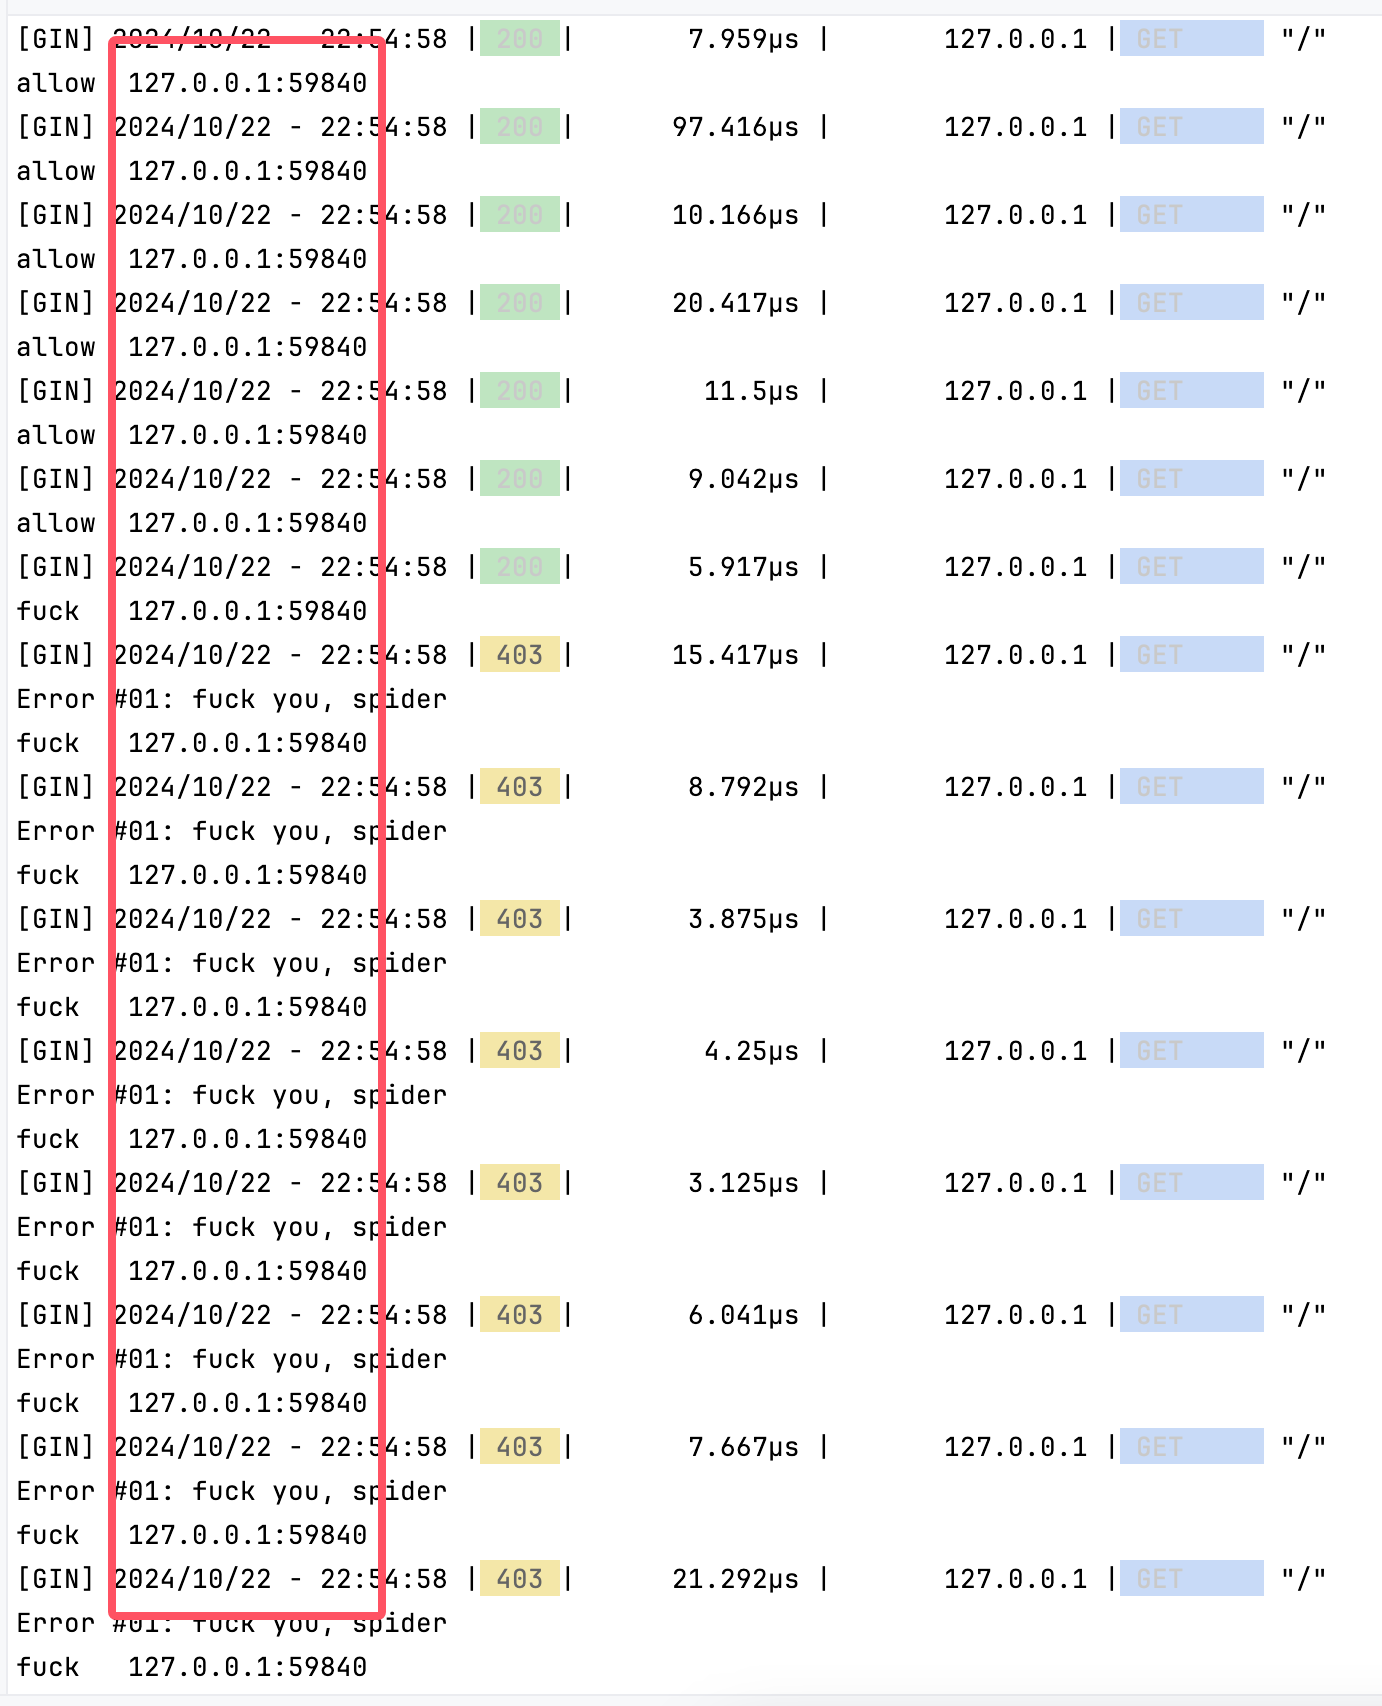 [GIN] 2024/10/22 - 22:54:58 | 200 | 7.959µs | 127.0.0.1 | GET "/"
allow 127.0.0.1:59840
[GIN] 2024/10/22 - 22:54:58 | 200 | 97.416µs | 127.0.0.1 | GET "/"
allow 127.0.0.1:59840
[GIN] 2024/10/22 - 22:54:58 | 200 | 10.166µs | 127.0.0.1 | GET "/"
allow 127.0.0.1:59840
[GIN] 2024/10/22 - 22:54:58 | 200 | 20.417µs | 127.0.0.1 | GET "/"
allow 127.0.0.1:59840
[GIN] 2024/10/22 - 22:54:58 | 200 | 11.5µs | 127.0.0.1 | GET "/"
allow 127.0.0.1:59840
[GIN] 2024/10/22 - 22:54:58 | 200 | 9.042µs | 127.0.0.1 | GET "/"
allow 127.0.0.1:59840
[GIN] 2024/10/22 - 22:54:58 | 200 | 5.917µs | 127.0.0.1 | GET "/"
fuck 127.0.0.1:59840
[GIN] 2024/10/22 - 22:54:58 | 403 | 15.417µs | 127.0.0.1 | GET "/"
Error #01: fuck you, spider
fuck 127.0.0.1:59840
[GIN] 2024/10/22 - 22:54:58 | 403 | 8.792µs | 127.0.0.1 | GET "/"
Error #01: fuck you, spider
fuck 127.0.0.1:59840
[GIN] 2024/10/22 - 22:54:58 | 403 | 3.875µs | 127.0.0.1 | GET "/"
Error #01: fuck you, spider
fuck 127.0.0.1:59840
[GIN] 2024/10/22 - 22:54:58 | 403 | 4.25µs | 127.0.0.1 | GET "/"
Error #01: fuck you, spider
fuck 127.0.0.1:59840
[GIN] 2024/10/22 - 22:54:58 | 403 | 3.125µs | 127.0.0.1 | GET "/"
Error #01: fuck you, spider
fuck 127.0.0.1:59840
[GIN] 2024/10/22 - 22:54:58 | 403 | 6.041µs | 127.0.0.1 | GET "/"
Error #01: fuck you, spider
fuck 127.0.0.1:59840
[GIN] 2024/10/22 - 22:54:58 | 403 | 7.667µs | 127.0.0.1 | GET "/"
Error #01: fuck you, spider
fuck 127.0.0.1:59840
[GIN] 2024/10/22 - 22:54:58 | 403 | 21.292µs | 127.0.0.1 | GET "/"
Error #01: fuck you, spider
fuck 127.0.0.1:59840